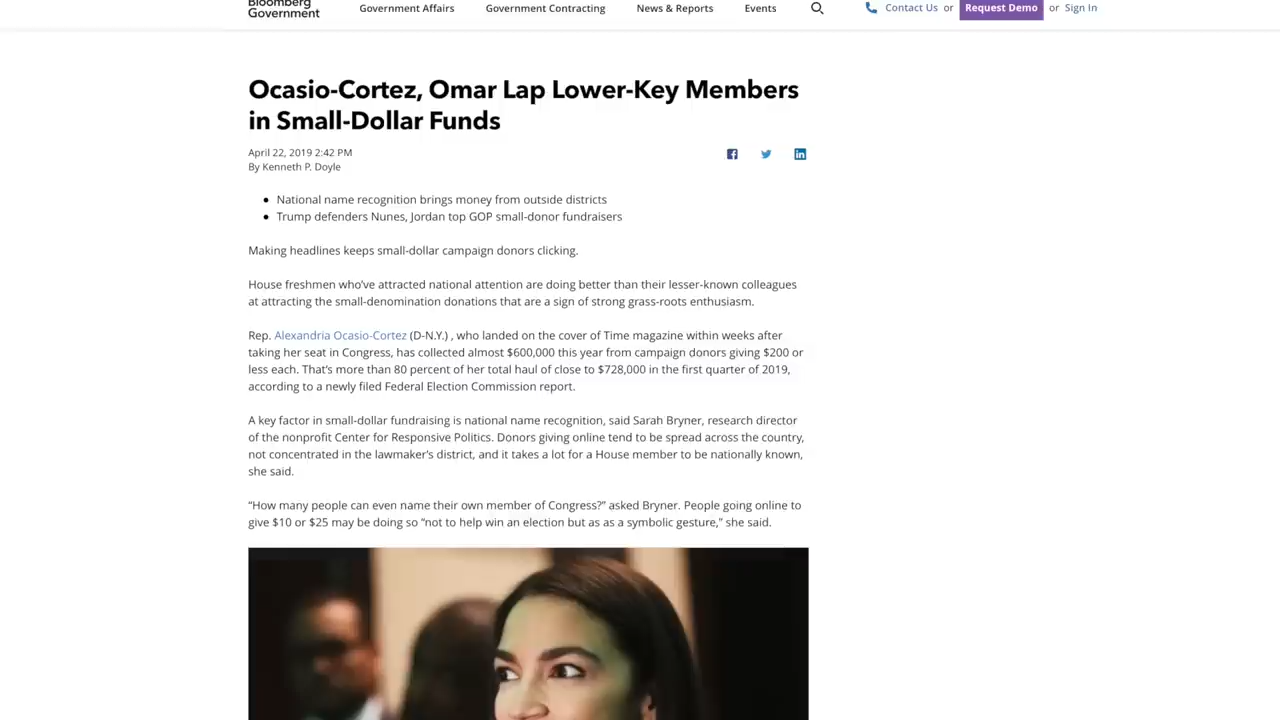 Bloomberg
Government
Government Affairs Government Contracting News & Reports Events Contact Us or Request Demo or Sign In
Ocasio-Cortez, Omar Lap Lower-Key Members
in Small-Dollar Funds
April 22, 2019 2:42 PM
By Kenneth P. Doyle
• National name recognition brings money from outside districts
• Trump defenders Nunes, Jordan top GOP small-donor fundraisers
Making headlines keeps small-dollar campaign donors clicking.
House freshmen who've attracted national attention are doing better than their lesser-known colleagues
at attracting the small-denomination donations that are a sign of strong grass-roots enthusiasm.
Rep. Alexandria Ocasio-Cortez (D-N.Y.) , who landed on the cover of Time magazine within weeks after
taking her seat in Congress, has collected almost $600,000 this year from campaign donors giving $200 or
less each. That's more than 80 percent of her total haul of close to $728,000 in the first quarter of 2019,
according to a newly filed Federal Election Commission report.
A key factor in small-dollar fundraising is national name recognition, said Sarah Bryner, research director
of the nonprofit Center for Responsive Politics. Donors giving online tend to be spread across the country,
not concentrated in the lawmaker's district, and it takes a lot for a House member to be nationally known,
she said.
“How many people can even name their own member of Congress?” asked Bryner. People going online to
give $10 or $25 may be doing so “not to help win an election but as as a symbolic gesture,” she said.